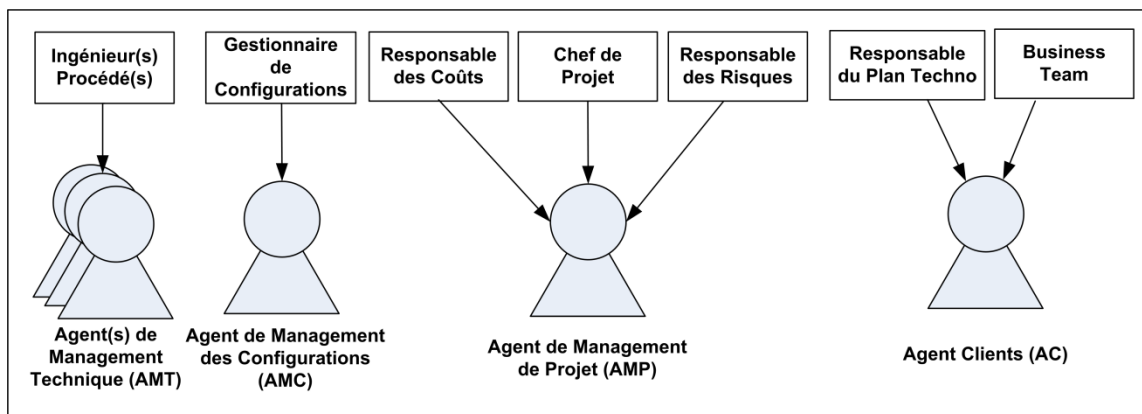 Ingénieur(s)
Procédé(s)
Gestionnaire
de
Configurations
Responsable
des Coûts
Chef de
Projet
Responsable
des Risques
Responsable
du Plan Techno
Business
Team
Agent(s) de
Management
Technique (AMT)
Agent de Management
des Configurations
(AMC)
Agent de Management
de Projet (AMP)
Agent Clients (AC)